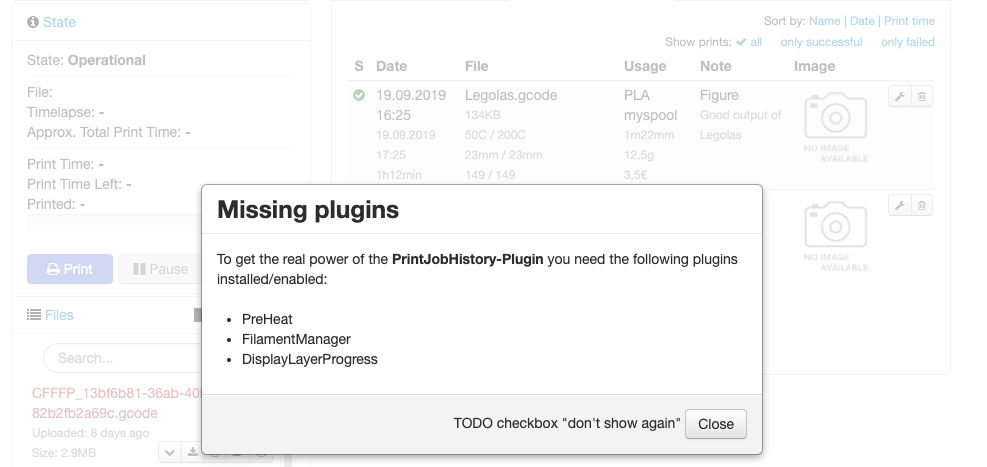 State
State: Operational
File:
Timelapse: -
Approx. Total Print Time: -
Print Time: -
Print Time Left: -
Printed: -
Print
Pause
Files
Search...
CFFFP_13bf6b81-36ab-40
82b2fb2a69c.gcode
Uploaded: 8 days ago
Size: 2.9MB
Sort by: Name | Date | Print time
Show prints: ✔ all only successful only failed
S Date File Usage Note Image
19.09.2019 Legolas.gcode PLA Figure
16:25 134KB myspool Good output of
19.09.2019 50C / 200C 1m22mm Legolas
17:25 23mm / 23mm 12,5g
1h12min 149 / 149 3,5€
NO IMAGE
AVAILABLE
NO IMAGE
AVAILABLE
Missing plugins
To get the real power of the PrintJobHistory-Plugin you need the following plugins
installed/enabled:
• PreHeat
• FilamentManager
• DisplayLayerProgress
TODO checkbox "don't show again" Close